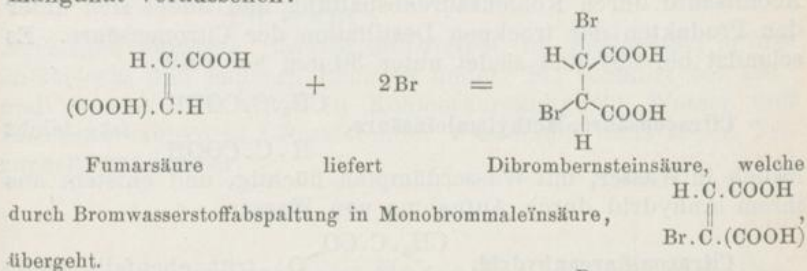 Br
H.C.COOH
H C COOH
+ 2Br =
(COOH).C.H
Br C COOH
H
Fumarsäure liefert Dibrombernsteinsäure, welche
H.C.COOH
durch Bromwasserstoffabspaltung in Monobrommaleïnsäure, ,
Br.C.(COOH)
übergeht.